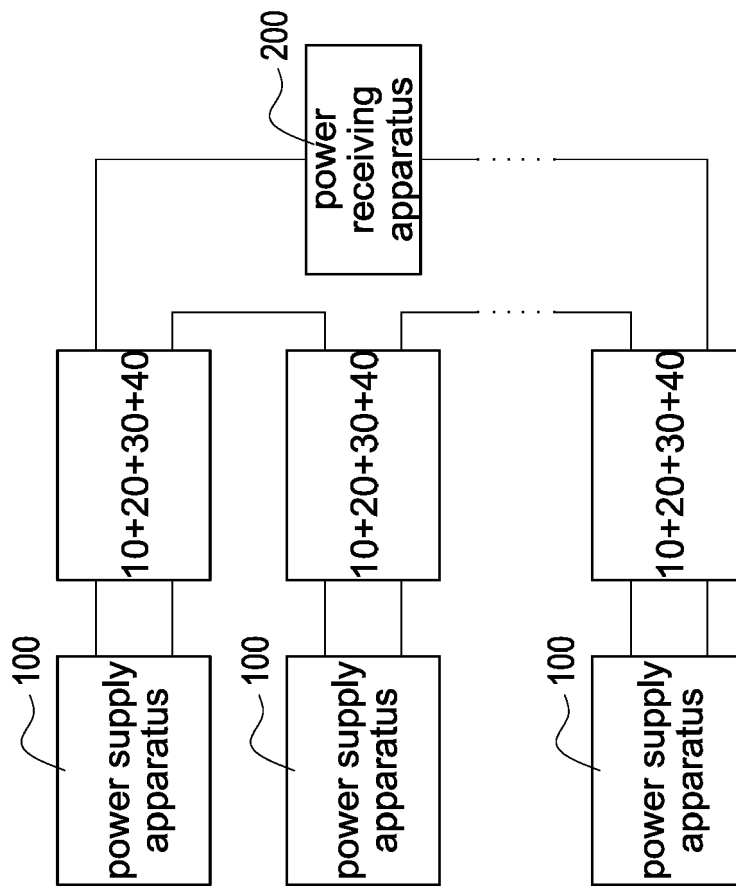 100
power supply
apparatus
10+20+30+40
100
power supply
apparatus
10+20+30+40
100
power supply
apparatus
10+20+30+40
200
power
receiving
apparatus